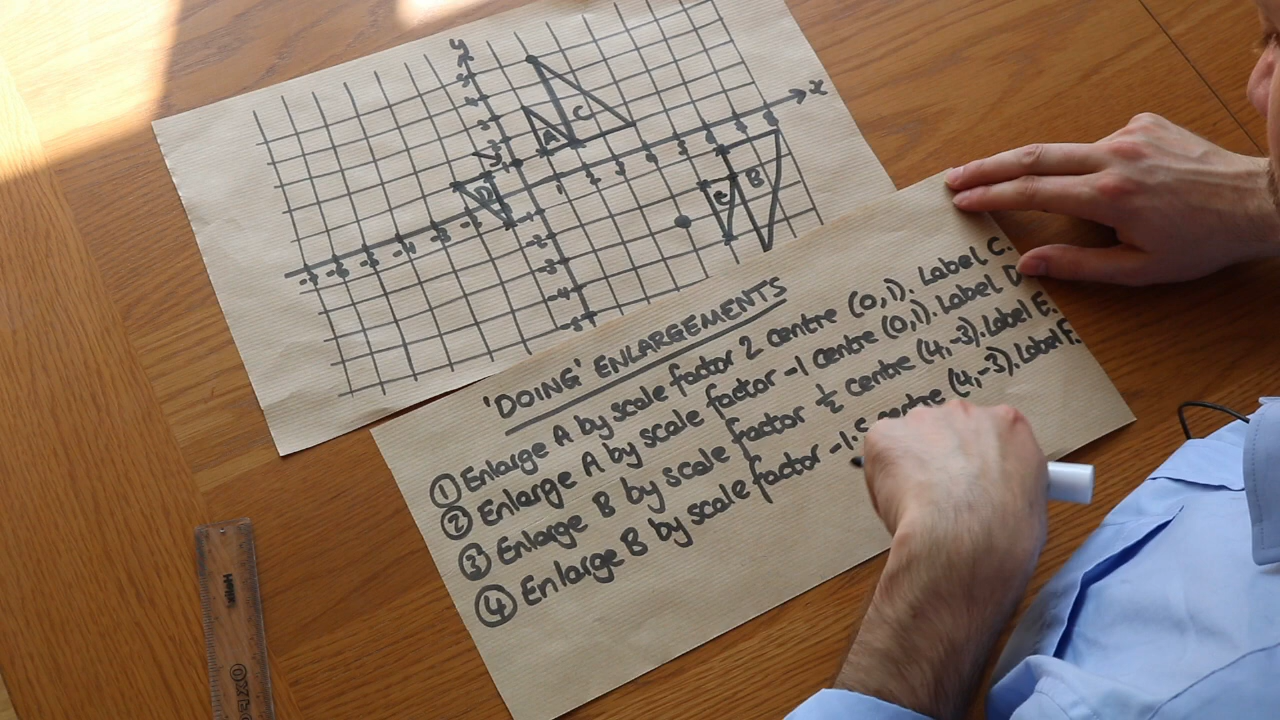 y
x
A
C
D
E
B
'DOING' ENLARGEMENTS
① Enlarge A by scale factor 2 centre (0,1). Label C.
② Enlarge A by scale factor -1 centre (0,1). Label D
③ Enlarge B by scale factor ½ centre (4,-3). Label E.
④ Enlarge B by scale factor -1.5 centre (4,-3). Label F.